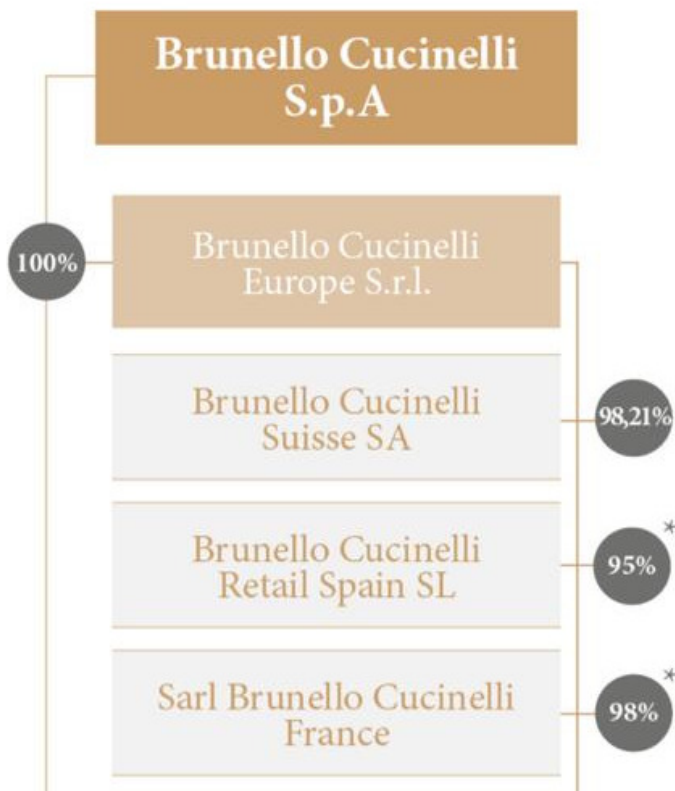 Brunello Cucinelli
S.p.A
100%
Brunello Cucinelli
Europe S.r.l.
Brunello Cucinelli
Suisse SA
98,21%
Brunello Cucinelli
Retail Spain SL
95%
*
Sarl Brunello Cucinelli
France
98%
*